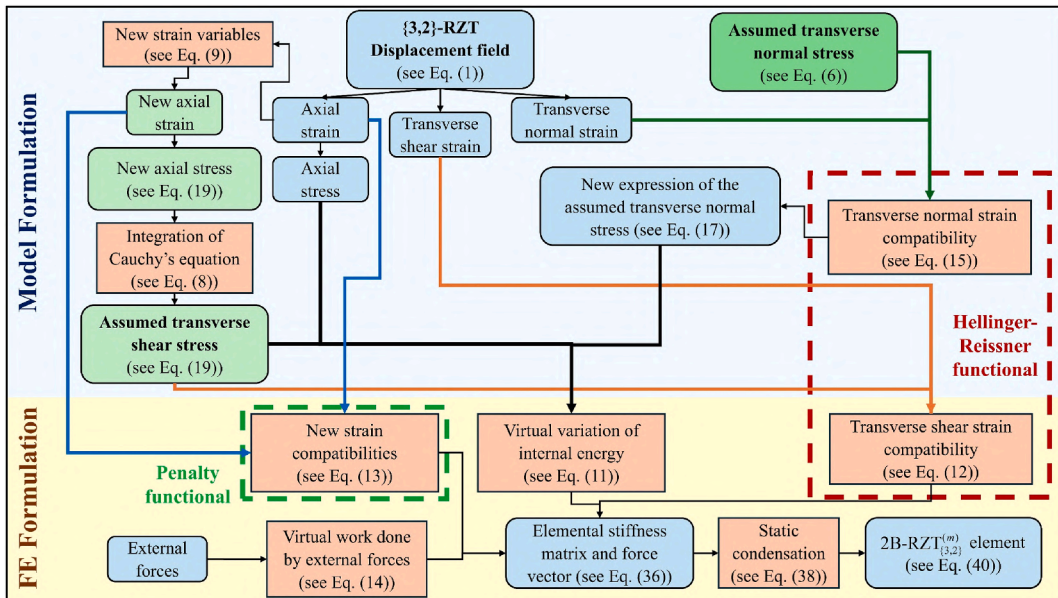 Model Formulation
New strain variables
(see Eq. (9))
{3,2}-RZT
Displacement field
(see Eq. (1))
Assumed transverse
normal stress
(see Eq. (6))
New axial
strain
Axial
strain
Transverse
shear strain
Transverse
normal strain
New axial stress
(see Eq. (19))
Axial
stress
New expression of the
assumed transverse normal
stress (see Eq. (17))
Transverse normal strain
compatibility
(see Eq. (15))
Integration of
Cauchy's equation
(see Eq. (8))
Assumed transverse
shear stress
(see Eq. (19))
Hellinger-
Reissner
functional
FE Formulation
New strain
compatibilities
(see Eq. (13))
Penalty
functional
Virtual variation of
internal energy
(see Eq. (11))
Transverse shear strain
compatibility
(see Eq. (12))
External
forces
Virtual work done
by external forces
(see Eq. (14))
Elemental stiffness
matrix and force
vector (see Eq. (36))
Static
condensation
(see Eq. (38))
2B-RZT$^{(m)}_{\{3,2\}}$ element
(see Eq. (40))